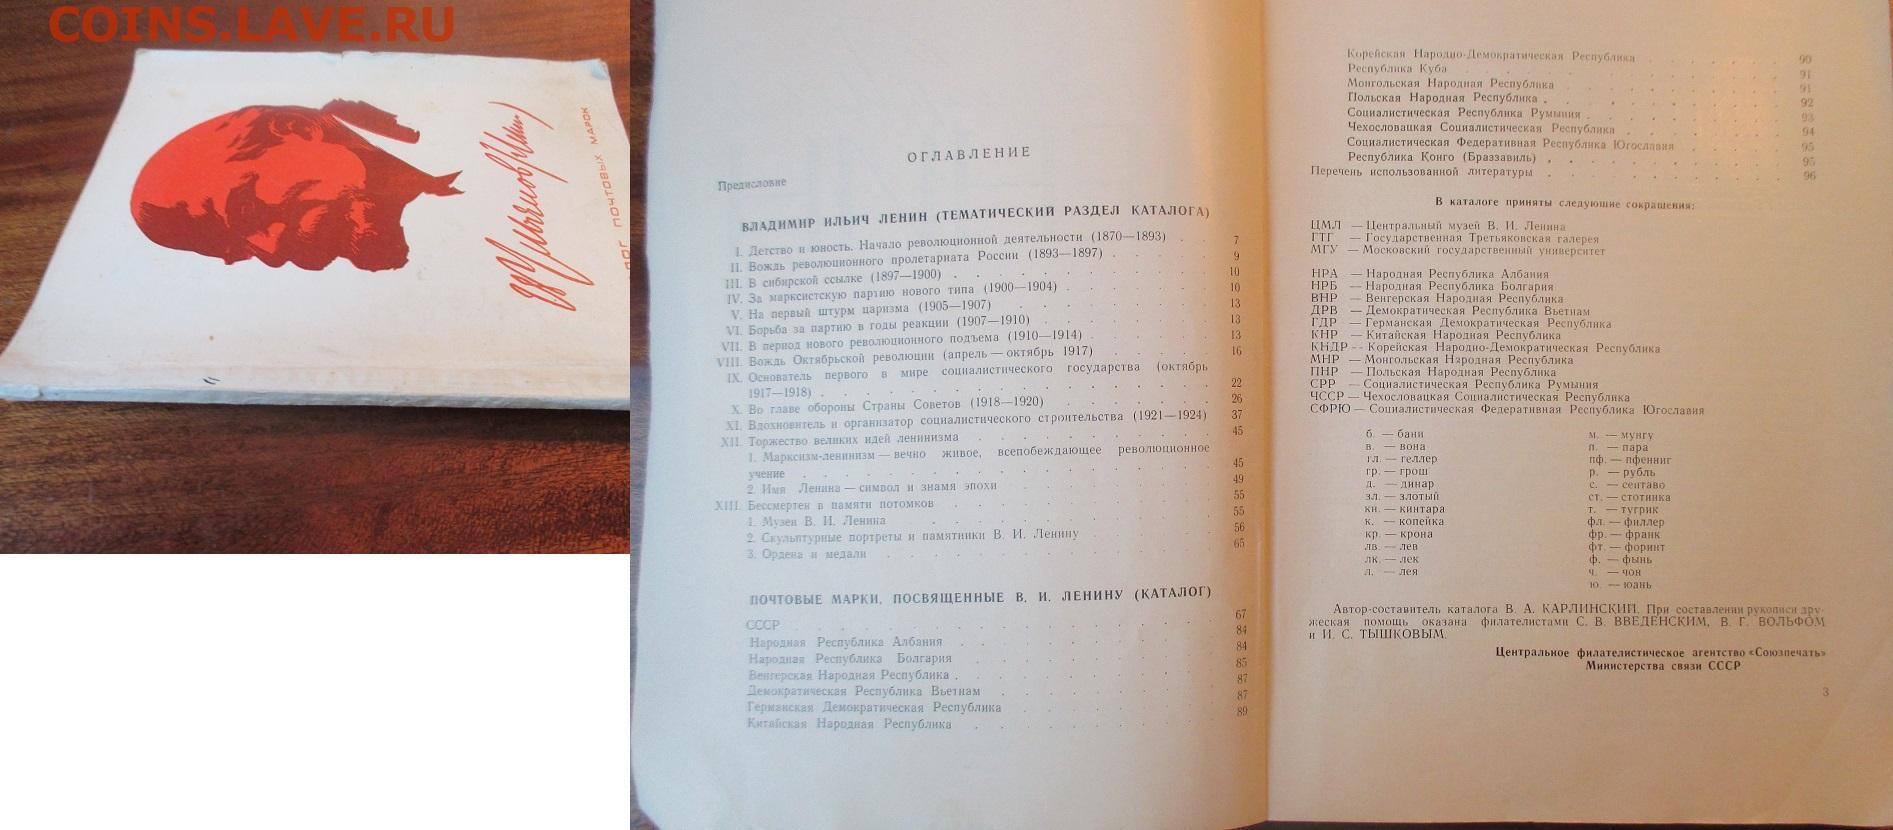 COINS.LAVE.RU
В. Ульянов (Ленин)
ПОЧТОВЫХ МАРОК
ОГЛАВЛЕНИЕ
Предисловие
ВЛАДИМИР ИЛЬИЧ ЛЕНИН (ТЕМАТИЧЕСКИЙ РАЗДЕЛ КАТАЛОГА)
I. Детство и юность. Начало революционной деятельности (1870—1893) . 7
II. Вождь революционного пролетариата России (1893—1897) . . . . 9
III. В сибирской ссылке (1897—1900) . . . . . . . . . 10
IV. За марксистскую партию нового типа (1900—1904) . . . . . . 10
V. На первый штурм царизма (1905—1907) . . . . . . . 13
VI. Борьба за партию в годы реакции (1907—1910) . . . . . . 13
VII. В период нового революционного подъема (1910—1914) . . . . . 13
VIII. Вождь Октябрьской революции (апрель — октябрь 1917) . . . . 16
IX. Основатель первого в мире социалистического государства (октябрь
1917—1918) . . . . . . . . . . . . . 22
X. Во главе обороны Страны Советов (1918—1920) . . . . . . 26
XI. Вдохновитель и организатор социалистического строительства (1921—1924) 37
XII. Торжество великих идей ленинизма . . . . . . . . 45
1. Марксизм-ленинизм — вечно живое, всепобеждающее революционное
учение . . . . . . . . . . . . . 45
2. Имя Ленина — символ и знамя эпохи . . . . . . . 49
XIII. Бессмертен в памяти потомков . . . . . . . . . 55
1. Музеи В. И. Ленина . . . . . . . . . . 55
2. Скульптурные портреты и памятники В. И. Ленину . . . . . 56
3. Ордена и медали . . . . . . . . . . . 65
ПОЧТОВЫЕ МАРКИ, ПОСВЯЩЕННЫЕ В. И. ЛЕНИНУ (КАТАЛОГ)
СССР . . . . . . . . . . . . . . 67
Народная Республика Албания . . . . . . . . . 84
Народная Республика Болгария . . . . . . . . . 84
Венгерская Народная Республика . . . . . . . . . 85
Демократическая Республика Вьетнам . . . . . . . . 87
Германская Демократическая Республика . . . . . . . 87
Китайская Народная Республика . . . . . . . . . 89
Корейская Народно-Демократическая Республика . . . . . . 90
Республика Куба . . . . . . . . . . . 91
Монгольская Народная Республика . . . . . . . . 91
Польская Народная Республика . . . . . . . . . 92
Социалистическая Республика Румыния . . . . . . . . 93
Чехословацкая Социалистическая Республика . . . . . . 94
Социалистическая Федеративная Республика Югославия . . . . 95
Республика Конго (Браззавиль) . . . . . . . . . 95
Перечень использованной литературы . . . . . . . . 96
В каталоге приняты следующие сокращения:
ЦМЛ — Центральный музей В. И. Ленина
ГТГ — Государственная Третьяковская галерея
МГУ — Московский государственный университет
НРА — Народная Республика Албания
НРБ — Народная Республика Болгария
ВНР — Венгерская Народная Республика
ДРВ — Демократическая Республика Вьетнам
ГДР — Германская Демократическая Республика
КНР — Китайская Народная Республика
КНДР -- Корейская Народно-Демократическая Республика
МНР — Монгольская Народная Республика
ПНР — Польская Народная Республика
СРР — Социалистическая Республика Румыния
ЧССР — Чехословацкая Социалистическая Республика
СФРЮ — Социалистическая Федеративная Республика Югославия
б. — бани
в. — вона
гл. — геллер
гр. — грош
д. — динар
зл. — злотый
кн. — кинтара
к. — копейка
кр. — крона
лв. — лев
лк. — лек
л. — лея
м. — мунгу
п. — пара
пф. — пфенниг
р. — рубль
с. — сентаво
ст. — стотинка
т. — тугрик
фл. — филлер
фр. — франк
фт. — форинт
ф. — фынь
ч. — чон
ю. — юань
Автор-составитель каталога В. А. КАРЛИНСКИЙ. При составлении рукописи дру-
жеская помощь оказана филателистами С. В. ВВЕДЕНСКИМ, В. Г. ВОЛЬФОМ
и И. С. ТЫШКОВЫМ.
Центральное филателистическое агентство «Союзпечать»
Министерства связи СССР
3